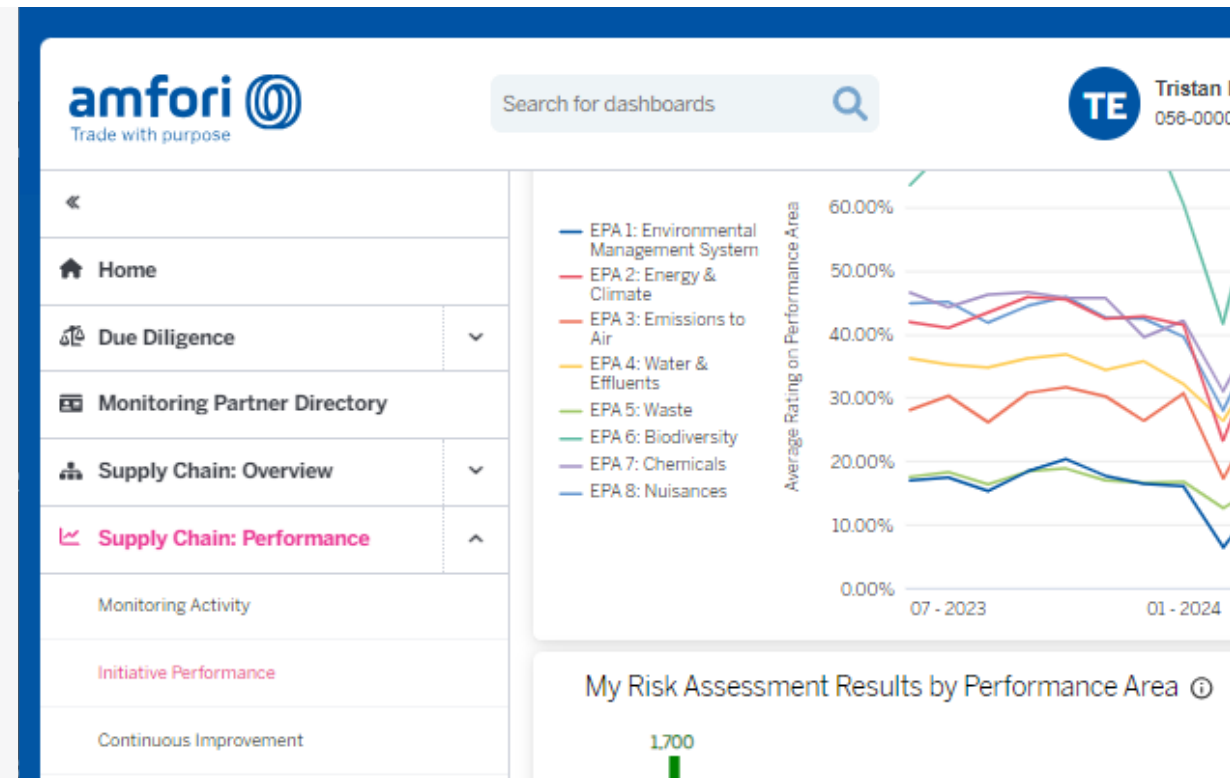 amfori
Trade with purpose
Search for dashboards
TE
Tristan
056-0000
Home
Due Diligence
Monitoring Partner Directory
Supply Chain: Overview
Supply Chain: Performance
Monitoring Activity
Initiative Performance
Continuous Improvement
EPA 1: Environmental
Management System
EPA 2: Energy &
Climate
EPA 3: Emissions to
Air
EPA 4: Water &
Effluents
EPA 5: Waste
EPA 6: Biodiversity
EPA 7: Chemicals
EPA 8: Nuisances
Average Rating on Performance Area
60.00%
50.00%
40.00%
30.00%
20.00%
10.00%
0.00%
07 - 2023
01 - 2024
My Risk Assessment Results by Performance Area
1,700